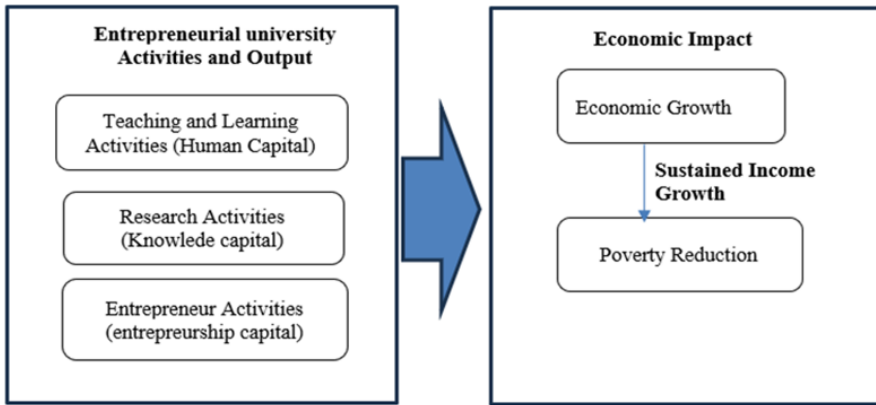 Entrepreneurial university
Activities and Output
Teaching and Learning
Activities (Human Capital)
Research Activities
(Knowlede capital)
Entrepreneur Activities
(entrepreurship capital)
Economic Impact
Economic Growth
Sustained Income
Growth
Poverty Reduction